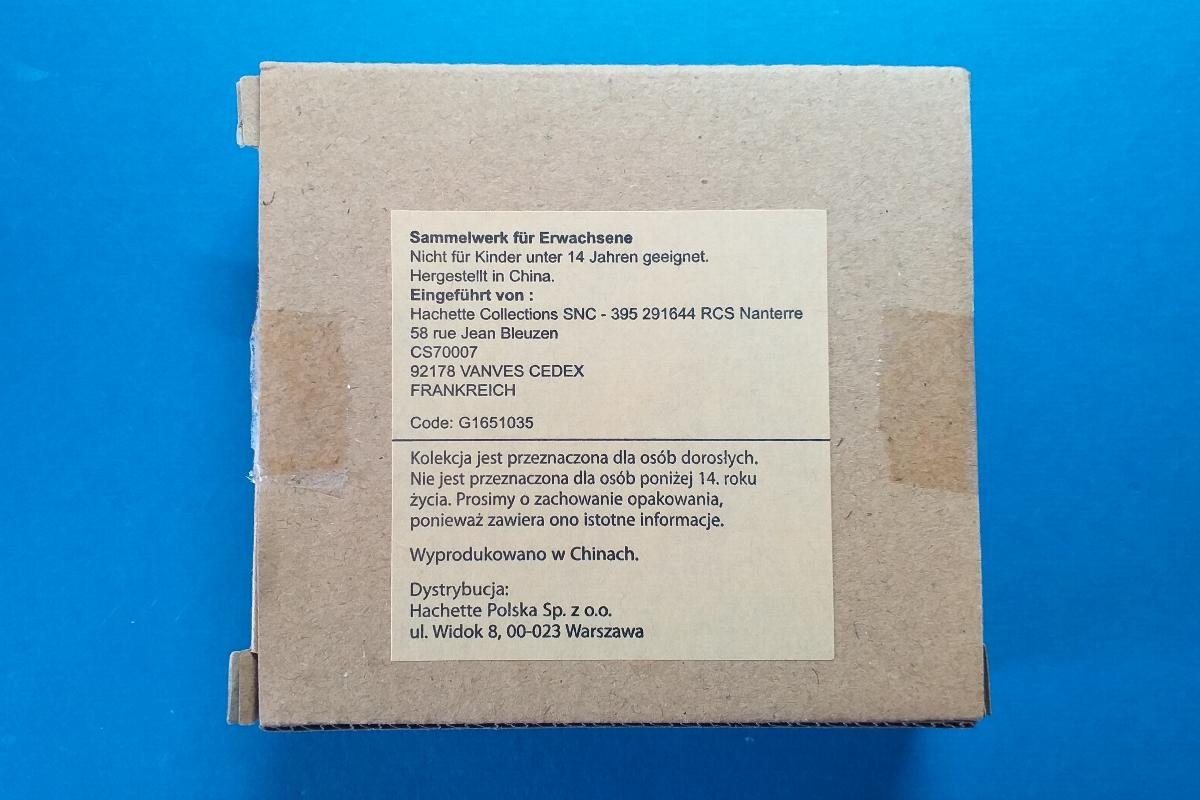 Sammelwerk für Erwachsene
Nicht für Kinder unter 14 Jahren geeignet.
Hergestellt in China.
Eingeführt von :
Hachette Collections SNC - 395 291644 RCS Nanterre
58 rue Jean Bleuzen
CS70007
92178 VANVES CEDEX
FRANKREICH
Code: G1651035
Kolekcja jest przeznaczona dla osób dorosłych.
Nie jest przeznaczona dla osób poniżej 14. roku
życia. Prosimy o zachowanie opakowania,
ponieważ zawiera ono istotne informacje.
Wyprodukowano w Chinach.
Dystrybucja:
Hachette Polska Sp. z o.o.
ul. Widok 8, 00-023 Warszawa